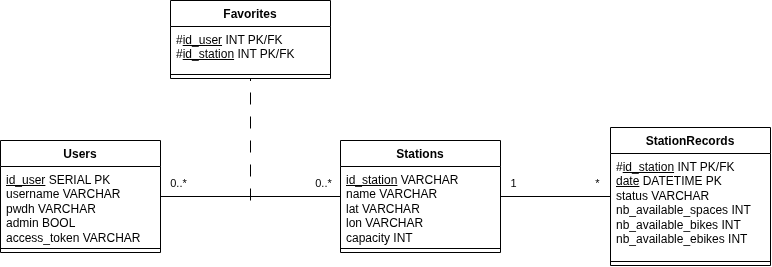 Favorites
#id_user INT PK/FK
#id_station INT PK/FK
Users
id_user SERIAL PK
username VARCHAR
pwdh VARCHAR
admin BOOL
access_token VARCHAR
0..*
0..*
Stations
id_station VARCHAR
name VARCHAR
lat VARCHAR
lon VARCHAR
capacity INT
1
*
StationRecords
#id_station INT PK/FK
date DATETIME PK
status VARCHAR
nb_available_spaces INT
nb_available_bikes INT
nb_available_ebikes INT